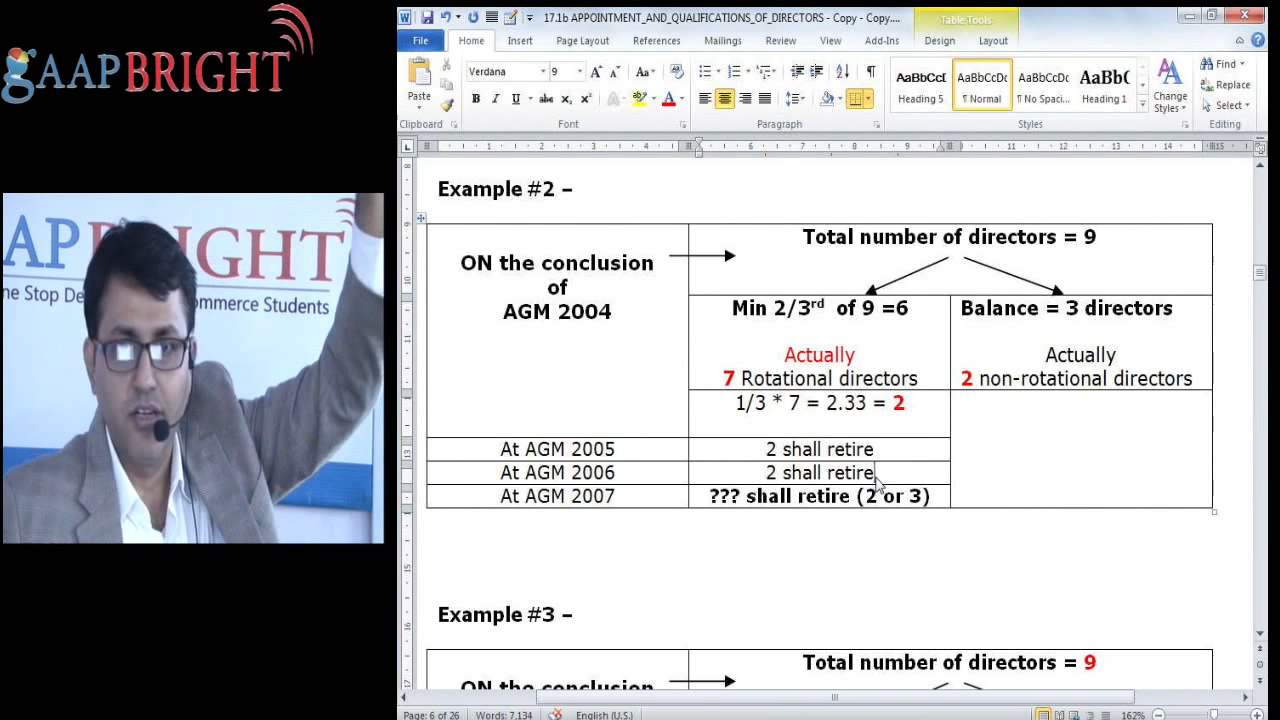 gAAPBRIGHT
AAPBRIGHT
ne Stop De
ommerce Students
17.1b APPOINTMENT_AND_QUALIFICATIONS_OF_DIRECTORS - Copy - Copy....
Table Tools
File Home Insert Page Layout References Mailings Review View Add-Ins Design Layout
Verdana 9
Paste
AaBbCcI AaBbCcDc AaBbCcDc AaBb(
Heading 5 ¶ Normal ¶ No Spaci... Heading 1
Change
Styles
Find
Replace
Select
Clipboard Font Paragraph Styles Editing
Example #2 –
ON the conclusion
of
AGM 2004
Total number of directors = 9
Min 2/3rd of 9 =6
Actually
7 Rotational directors
Balance = 3 directors
Actually
2 non-rotational directors
1/3 * 7 = 2.33 = 2
At AGM 2005 2 shall retire
At AGM 2006 2 shall retire
At AGM 2007 ??? shall retire (2 or 3)
Example #3 –
Total number of directors = 9
ON the conclusion
Page: 6 of 26 Words: 7,134 English (U.S.) 162%